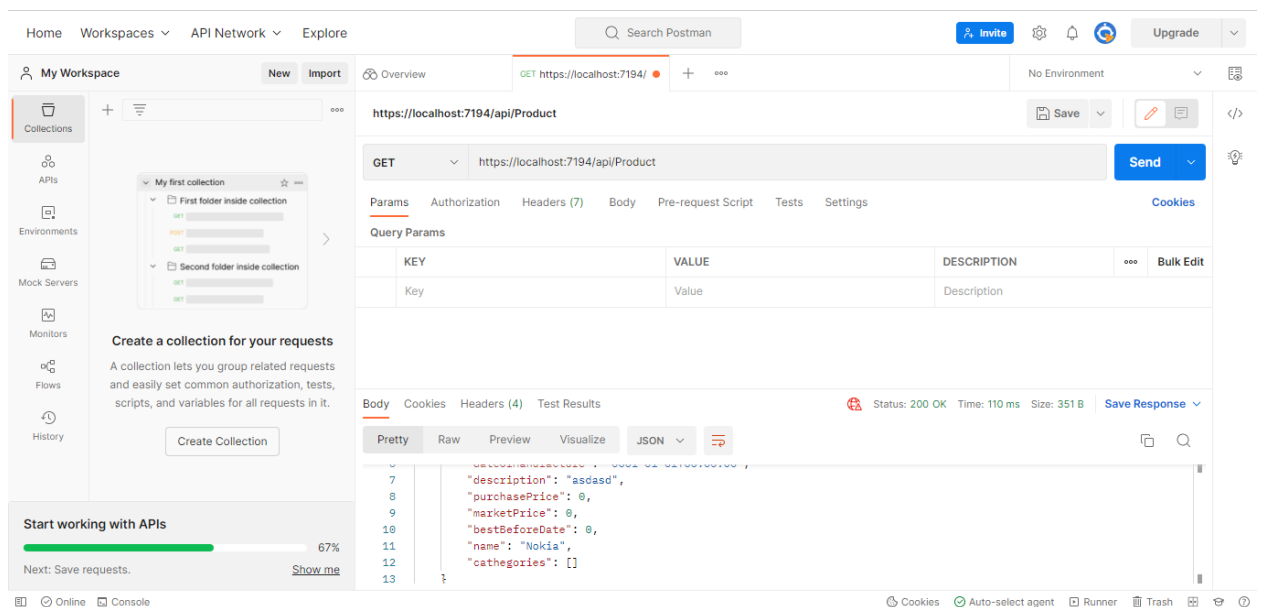 Home Workspaces API Network Explore Search Postman Invite Upgrade
My Workspace New Import Overview GET https://localhost:7194/ No Environment
Collections
APIs
Environments
Mock Servers
Monitors
Flows
History
My first collection
First folder inside collection
GET
POST
GET
Second folder inside collection
GET
GET
Create a collection for your requests
A collection lets you group related requests
and easily set common authorization, tests,
scripts, and variables for all requests in it.
Create Collection
Start working with APIs
67%
Next: Save requests. Show me
https://localhost:7194/api/Product Save
GET https://localhost:7194/api/Product Send
Params Authorization Headers (7) Body Pre-request Script Tests Settings Cookies
Query Params
KEY VALUE DESCRIPTION Bulk Edit
Key Value Description
Body Cookies Headers (4) Test Results Status: 200 OK Time: 110 ms Size: 351 B Save Response
Pretty Raw Preview Visualize JSON
7 "description": "asdasd",
8 "purchasePrice": 0,
9 "marketPrice": 0,
10 "bestBeforeDate": 0,
11 "name": "Nokia",
12 "cathegories": []
13 }
Online Console Cookies Auto-select agent Runner Trash